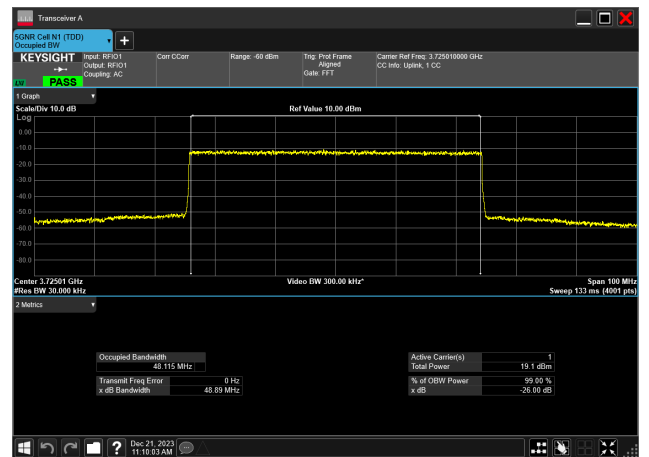 Transceiver A
5GNR Cell N1 (TDD)
Occupied BW
KEYSIGHT
PASS
Input: RFIO1
Output: RFIO1
Coupling: AC
Corr CCorr
Range: -60 dBm
Trig: Prot Frame
Aligned
Gate: FFT
Carrier Ref Freq: 3.725010000 GHz
CC Info: Uplink, 1 CC
1 Graph
Scale/Div 10.0 dB
Ref Value 10.00 dBm
Log
0.00
-10.0
-20.0
-30.0
-40.0
-50.0
-60.0
-70.0
-80.0
Center 3.72501 GHz
Video BW 300.00 kHz*
Span 100 MHz
#Res BW 30.000 kHz
Sweep 133 ms (4001 pts)
2 Metrics
Occupied Bandwidth
48.115 MHz
Active Carrier(s) 1
Total Power 19.1 dBm
Transmit Freq Error 0 Hz
x dB Bandwidth 48.89 MHz
% of OBW Power 99.00 %
x dB -26.00 dB
?
Dec 21, 2023
11:10:03 AM